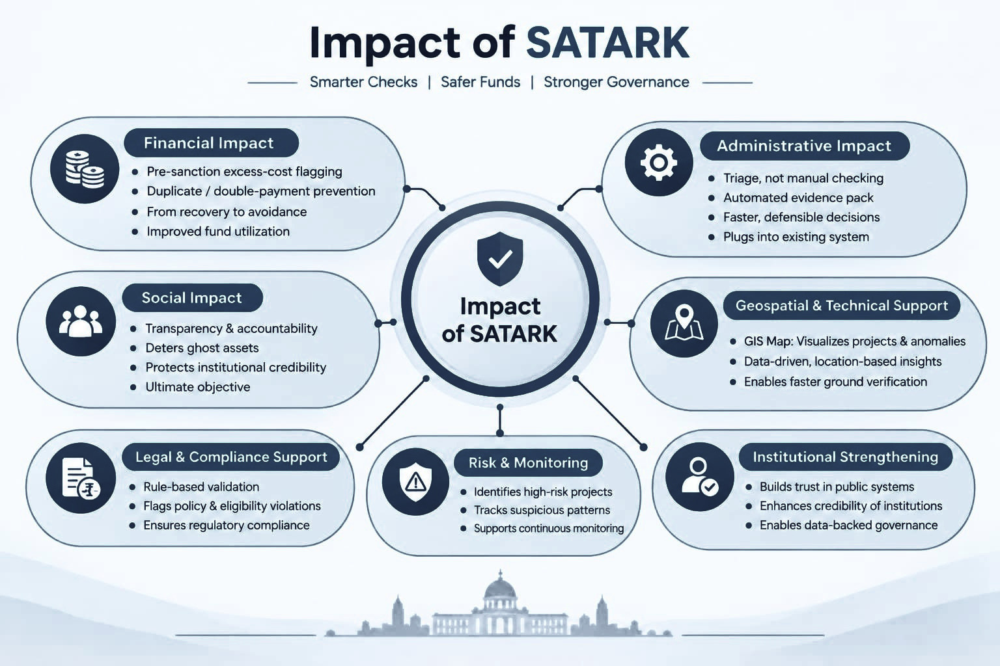 Impact of SATARK
Smarter Checks | Safer Funds | Stronger Governance
Financial Impact
• Pre-sanction excess-cost flagging
• Duplicate / double-payment prevention
• From recovery to avoidance
• Improved fund utilization
Administrative Impact
• Triage, not manual checking
• Automated evidence pack
• Faster, defensible decisions
• Plugs into existing system
Impact
of SATARK
Social Impact
• Transparency & accountability
• Deters ghost assets
• Protects institutional credibility
• Ultimate objective
Geospatial & Technical Support
• GIS Map: Visualizes projects & anomalies
• Data-driven, location-based insights
• Enables faster ground verification
Legal & Compliance Support
• Rule-based validation
• Flags policy & eligibility violations
• Ensures regulatory compliance
Risk & Monitoring
• Identifies high-risk projects
• Tracks suspicious patterns
• Supports continuous monitoring
Institutional Strengthening
• Builds trust in public systems
• Enhances credibility of institutions
• Enables data-backed governance